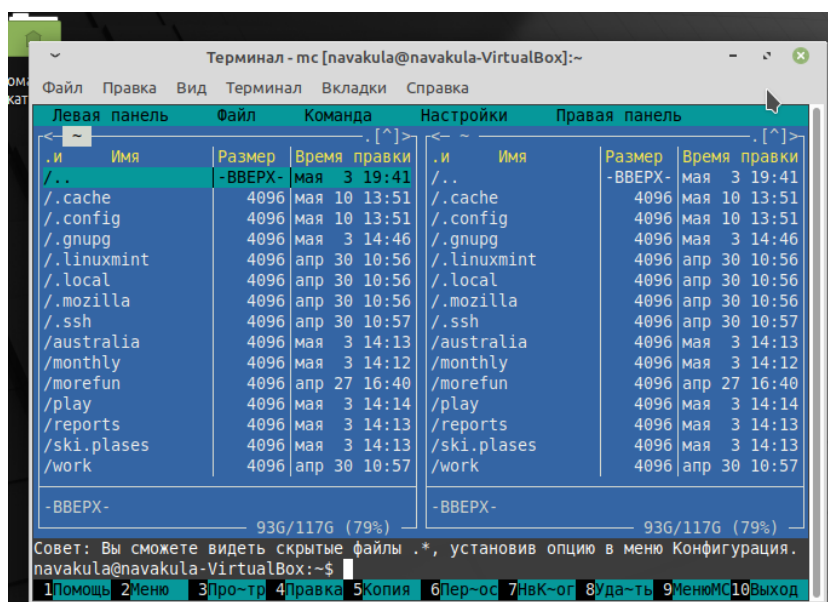 ома
кат
Терминал - mc [navakula@navakula-VirtualBox]:~
Файл Правка Вид Терминал Вкладки Справка
Левая панель Файл Команда Настройки Правая панель
<─ ~ ─.[^]> <─ ~ ─.[^]>
.и Имя Размер Время правки .и Имя Размер Время правки
/.. -ВВЕРХ- мая 3 19:41 /.. -ВВЕРХ- мая 3 19:41
/.cache 4096 мая 10 13:51 /.cache 4096 мая 10 13:51
/.config 4096 мая 10 13:51 /.config 4096 мая 10 13:51
/.gnupg 4096 мая 3 14:46 /.gnupg 4096 мая 3 14:46
/.linuxmint 4096 апр 30 10:56 /.linuxmint 4096 апр 30 10:56
/.local 4096 апр 30 10:56 /.local 4096 апр 30 10:56
/.mozilla 4096 апр 30 10:56 /.mozilla 4096 апр 30 10:56
/.ssh 4096 апр 30 10:57 /.ssh 4096 апр 30 10:57
/australia 4096 мая 3 14:13 /australia 4096 мая 3 14:13
/monthly 4096 мая 3 14:12 /monthly 4096 мая 3 14:12
/morefun 4096 апр 27 16:40 /morefun 4096 апр 27 16:40
/play 4096 мая 3 14:14 /play 4096 мая 3 14:14
/reports 4096 мая 3 14:13 /reports 4096 мая 3 14:13
/ski.plases 4096 мая 3 14:13 /ski.plases 4096 мая 3 14:13
/work 4096 апр 30 10:57 /work 4096 апр 30 10:57
-ВВЕРХ- -ВВЕРХ-
93G/117G (79%) 93G/117G (79%)
Совет: Вы сможете видеть скрытые файлы .*, установив опцию в меню Конфигурация.
navakula@navakula-VirtualBox:~$
1Помощь 2Меню 3Про~тр 4Правка 5Копия 6Пер~ос 7НвК~ог 8Уда~ть 9МенюMC 10Выход